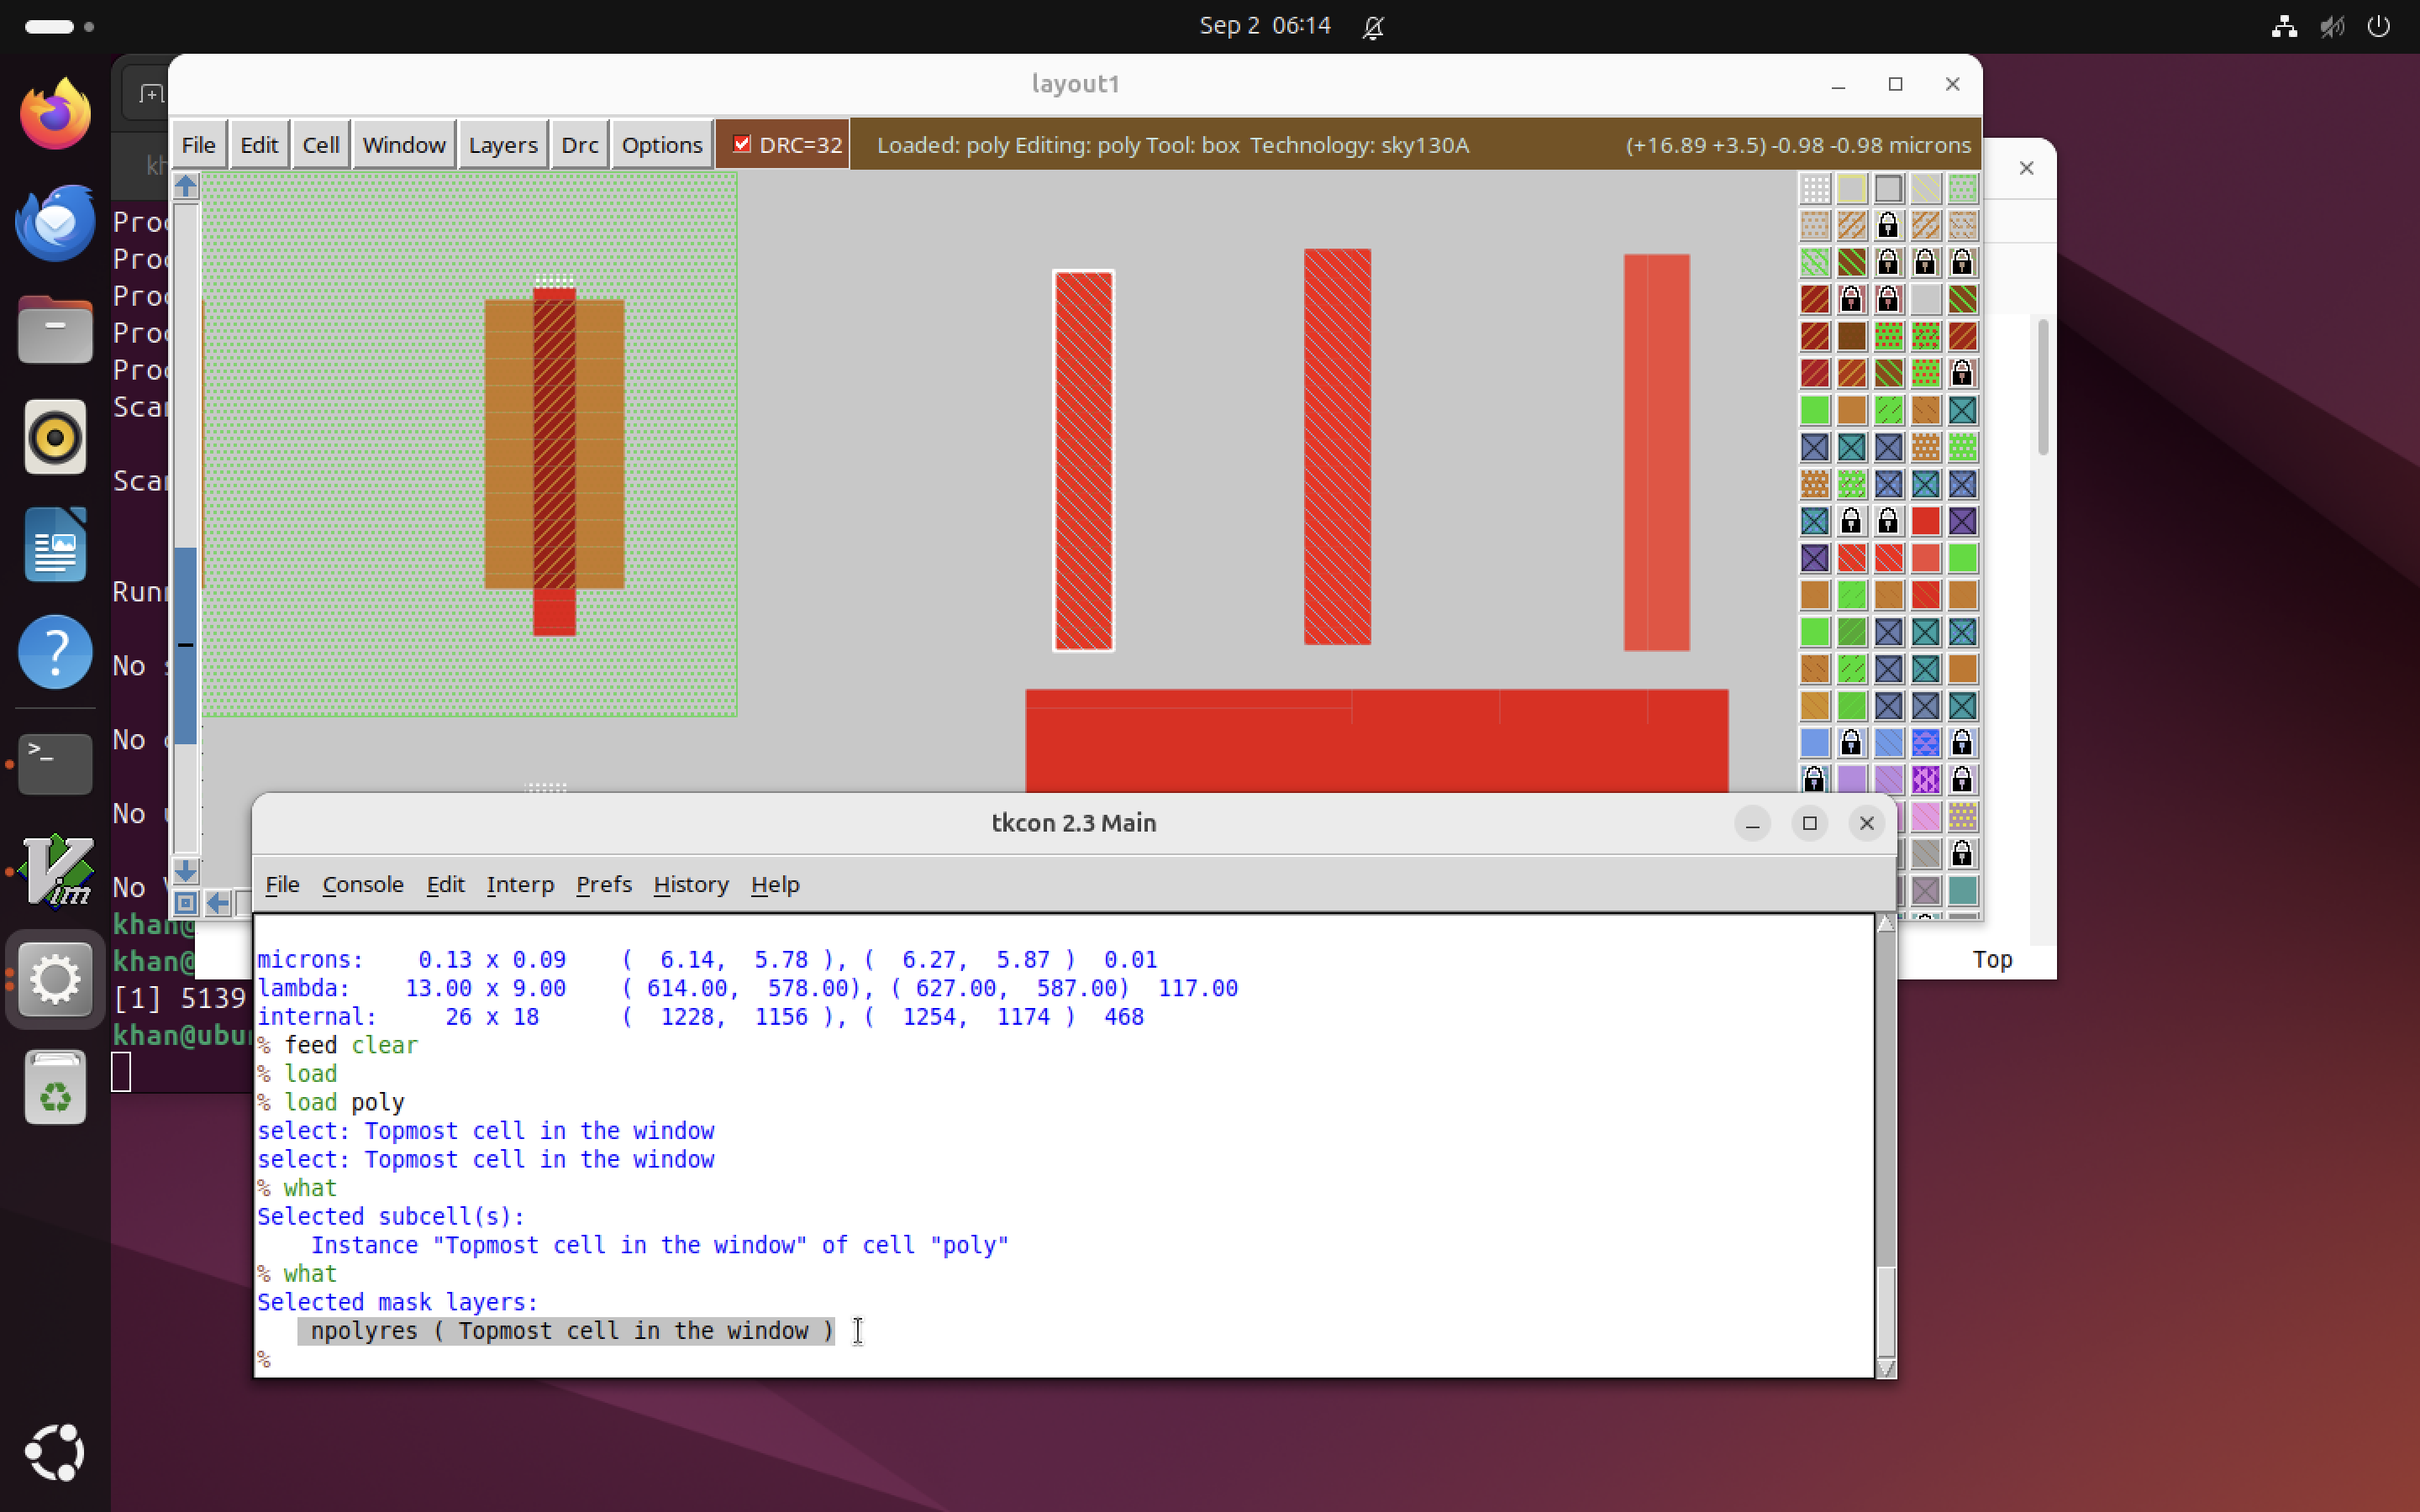 Sep 2 06:14
layout1
File Edit Cell Window Layers Drc Options DRC=32 Loaded: poly Editing: poly Tool: box Technology: sky130A (+16.89 +3.5) -0.98 -0.98 microns
kh
Proc
Proc
Proc
Proc
Proc
Scan
Scan
Runn
No s
No
No
No
khan@
khan@
[1] 5139
khan@ubun
Top
tkcon 2.3 Main
File Console Edit Interp Prefs History Help
microns: 0.13 x 0.09 ( 6.14, 5.78 ), ( 6.27, 5.87 ) 0.01
lambda: 13.00 x 9.00 ( 614.00, 578.00), ( 627.00, 587.00) 117.00
internal: 26 x 18 ( 1228, 1156 ), ( 1254, 1174 ) 468
% feed clear
% load
% load poly
select: Topmost cell in the window
select: Topmost cell in the window
% what
Selected subcell(s):
Instance "Topmost cell in the window" of cell "poly"
% what
Selected mask layers:
npolyres ( Topmost cell in the window )
%